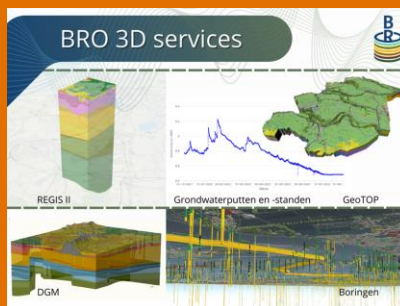 BRO 3D services
B
R
REGIS II
Grondwaterputten en -standen
GeoTOP
DGM
Boringen